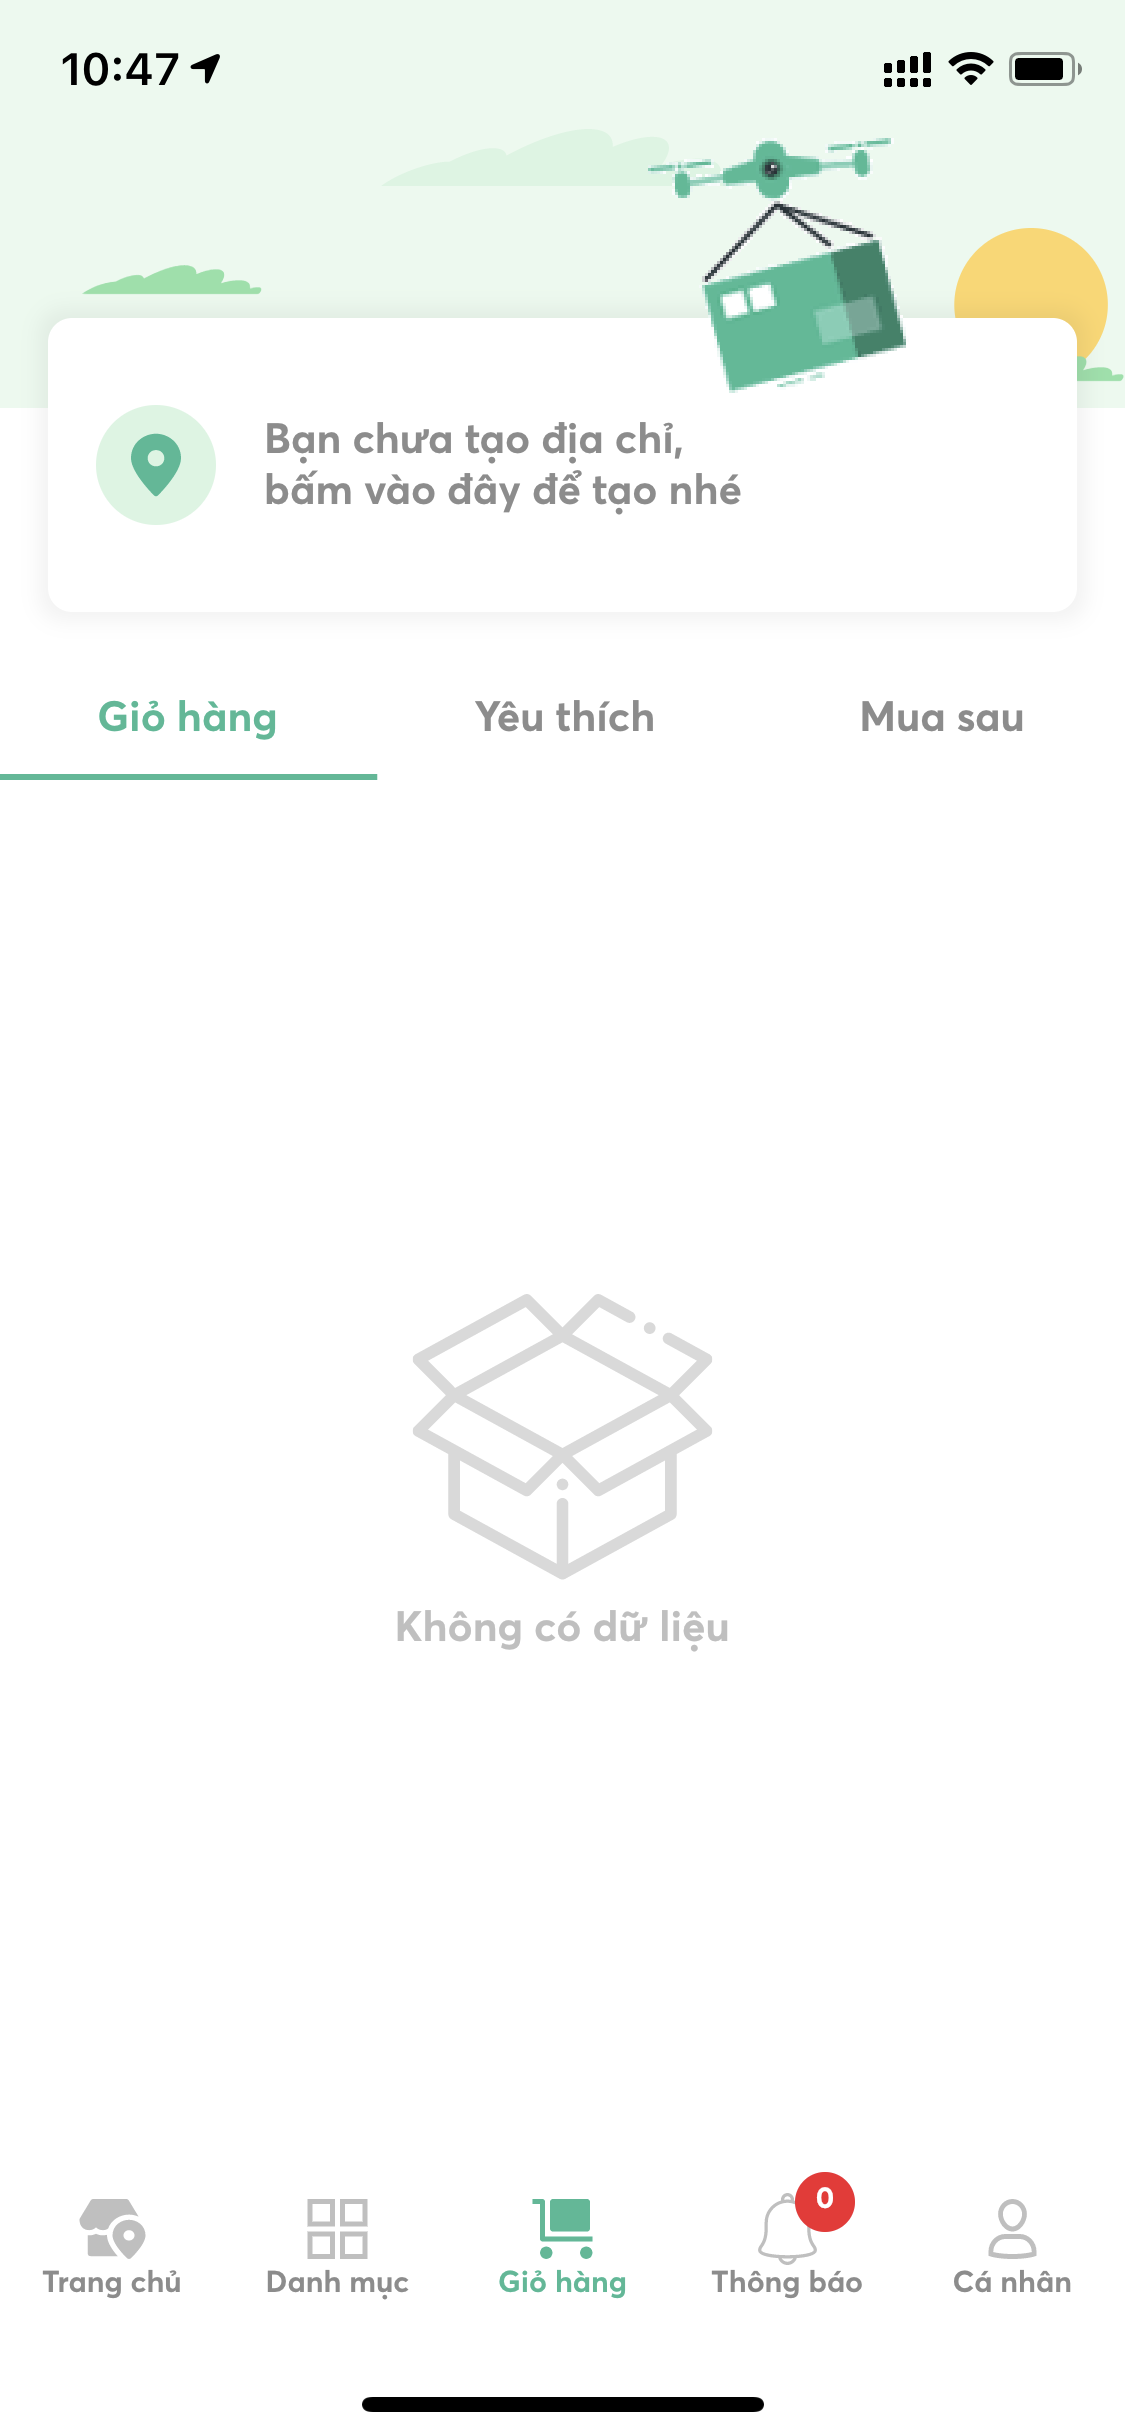 10:47
Bạn chưa tạo địa chỉ,
bấm vào đây để tạo nhé
Giỏ hàng
Yêu thích
Mua sau
Không có dữ liệu
0
Trang chủ
Danh mục
Giỏ hàng
Thông báo
Cá nhân